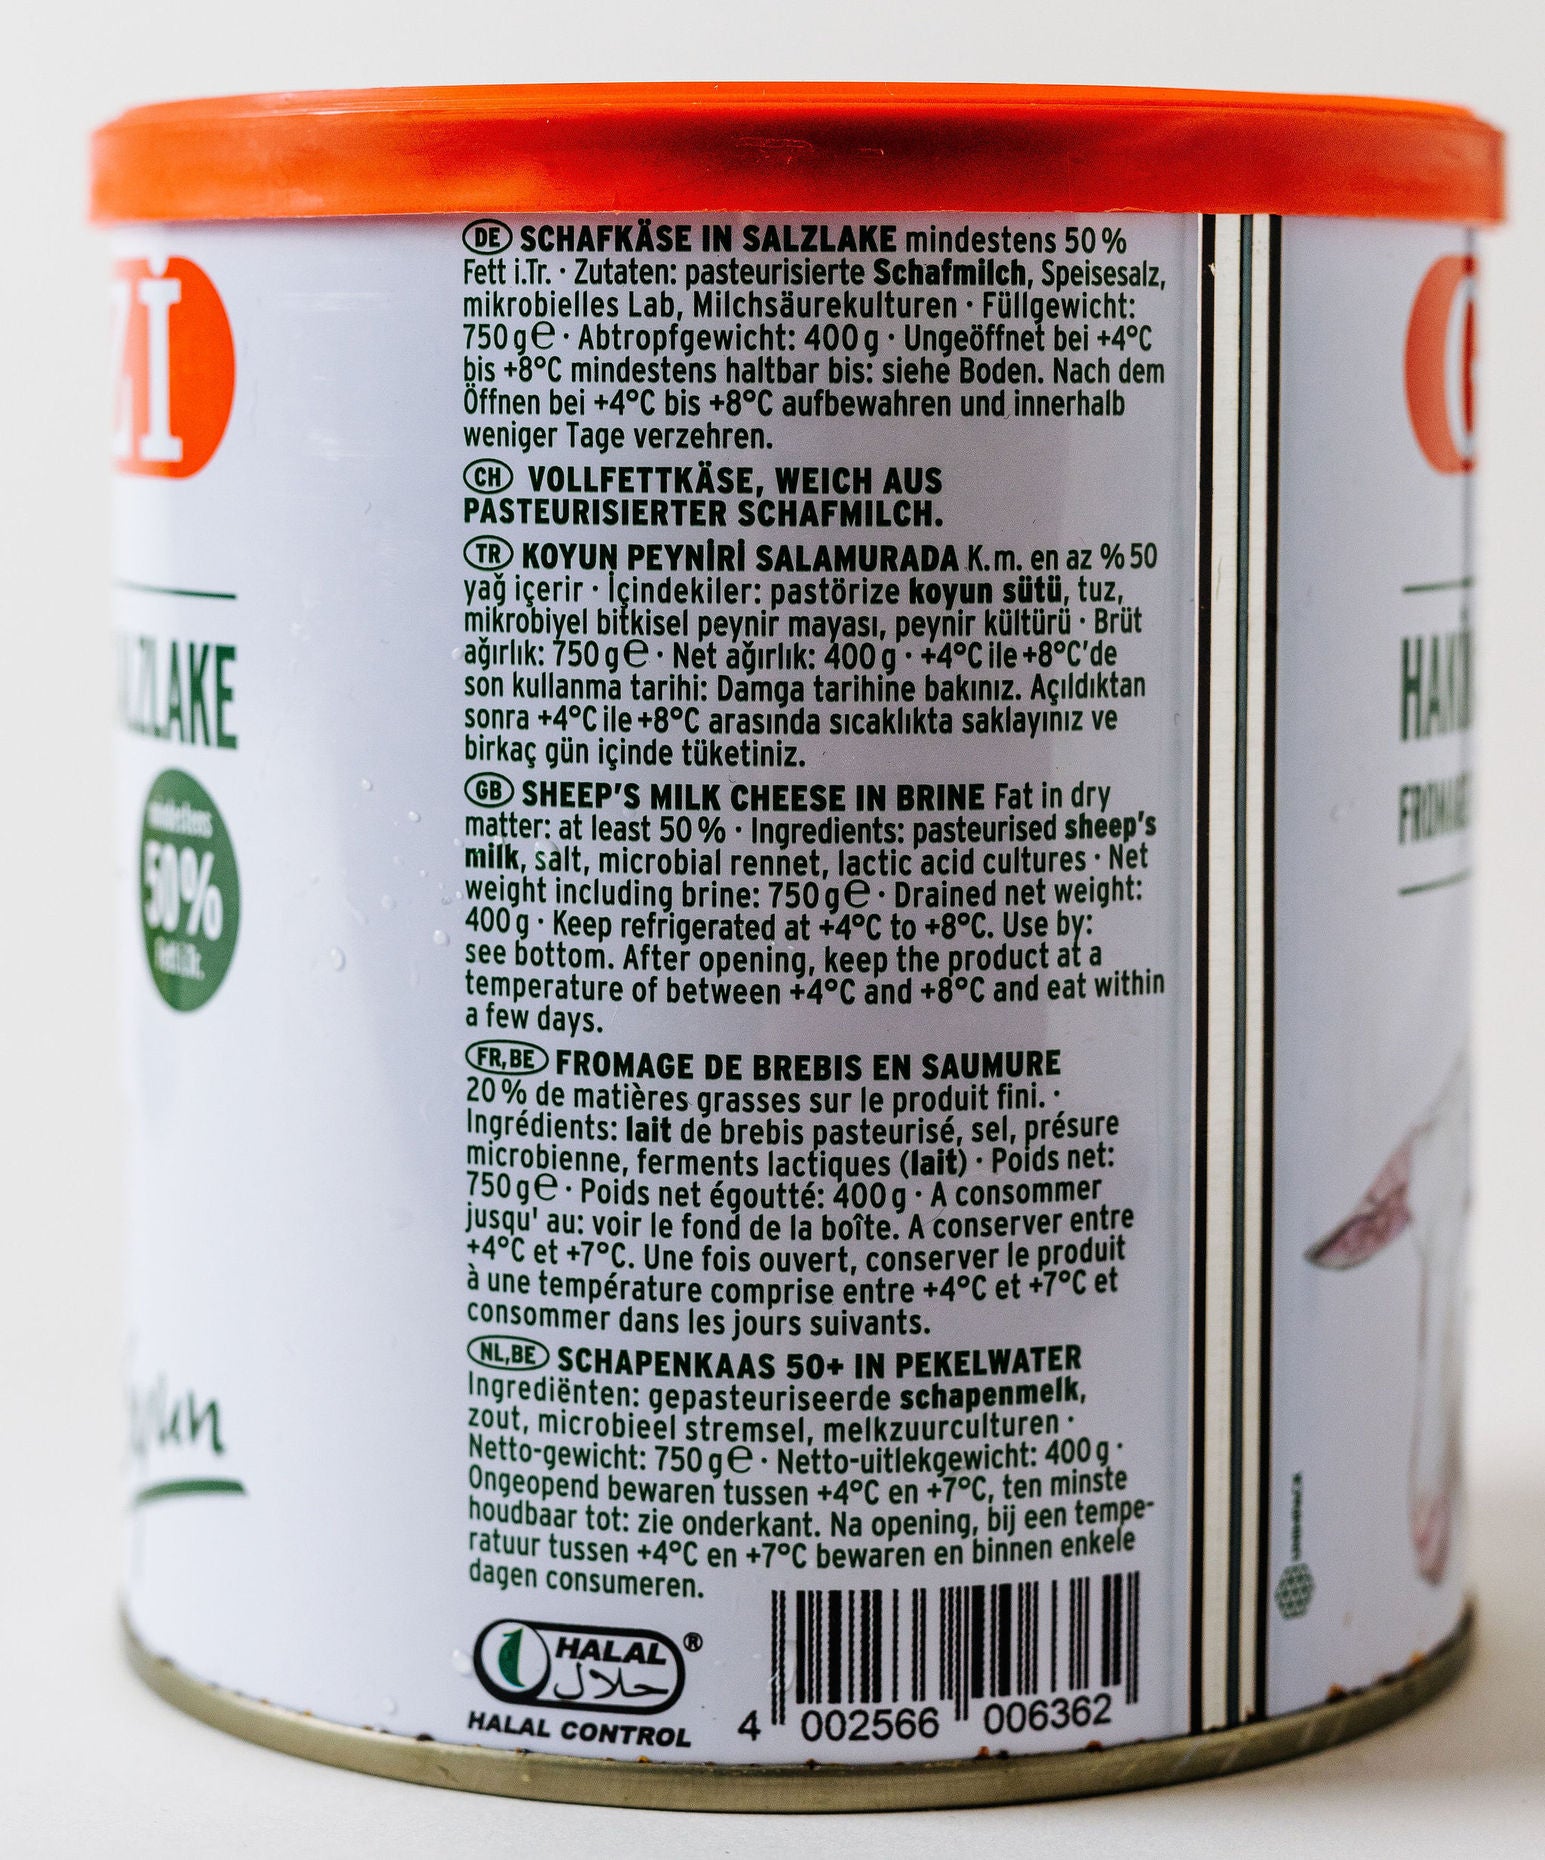 DE SCHAFKÄSE IN SALZLAKE mindestens 50 %
Fett i.Tr. · Zutaten: pasteurisierte Schafmilch, Speisesalz,
mikrobielles Lab, Milchsäurekulturen · Füllgewicht:
750 g℮ · Abtropfgewicht: 400 g · Ungeöffnet bei +4°C
bis +8°C mindestens haltbar bis: siehe Boden. Nach dem
Öffnen bei +4°C bis +8°C aufbewahren und innerhalb
weniger Tage verzehren.
CH VOLLFETTKÄSE, WEICH AUS
PASTEURISIERTER SCHAFMILCH.
TR KOYUN PEYNİRİ SALAMURADA K.m. en az % 50
yağ içerir · İçindekiler: pastörize koyun sütü, tuz,
mikrobiyel bitkisel peynir mayası, peynir kültürü · Brüt
ağırlık: 750 g℮ · Net ağırlık: 400 g · +4°C ile +8°C'de
son kullanma tarihi: Damga tarihine bakınız. Açıldıktan
sonra +4°C ile +8°C arasında sıcaklıkta saklayınız ve
birkaç gün içinde tüketiniz.
GB SHEEP'S MILK CHEESE IN BRINE Fat in dry
matter: at least 50 % · Ingredients: pasteurised sheep's
milk, salt, microbial rennet, lactic acid cultures · Net
weight including brine: 750 g℮ · Drained net weight:
400 g · Keep refrigerated at +4°C to +8°C. Use by:
see bottom. After opening, keep the product at a
temperature of between +4°C and +8°C and eat within
a few days.
FR, BE FROMAGE DE BREBIS EN SAUMURE
20 % de matières grasses sur le produit fini. ·
Ingrédients: lait de brebis pasteurisé, sel, présure
microbienne, ferments lactiques (lait) · Poids net:
750 g℮ · Poids net égoutté: 400 g · A consommer
jusqu' au: voir le fond de la boîte. A conserver entre
+4°C et +7°C. Une fois ouvert, conserver le produit
à une température comprise entre +4°C et +7°C et
consommer dans les jours suivants.
NL, BE SCHAPENKAAS 50+ IN PEKELWATER
Ingrediënten: gepasteuriseerde schapenmelk,
zout, microbieel stremsel, melkzuurculturen ·
Netto-gewicht: 750 g℮ · Netto-uitlekgewicht: 400 g ·
Ongeopend bewaren tussen +4°C en +7°C, ten minste
houdbaar tot: zie onderkant. Na opening, bij een tempe-
ratuur tussen +4°C en +7°C bewaren en binnen enkele
dagen consumeren.
HALAL ®
حلال
HALAL CONTROL
4 002566 006362
mindestens
50%
Fett i.Tr.